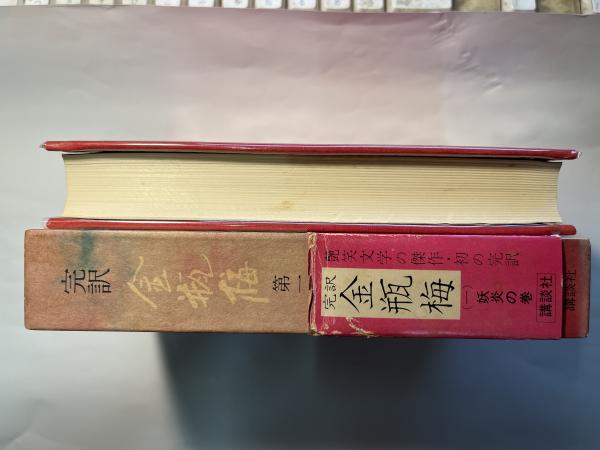 完訳
金瓶梅
第一
艶笑文学の傑作・初の完訳
完訳
金瓶梅
(一)
妖炎の巻
講談社
講談社